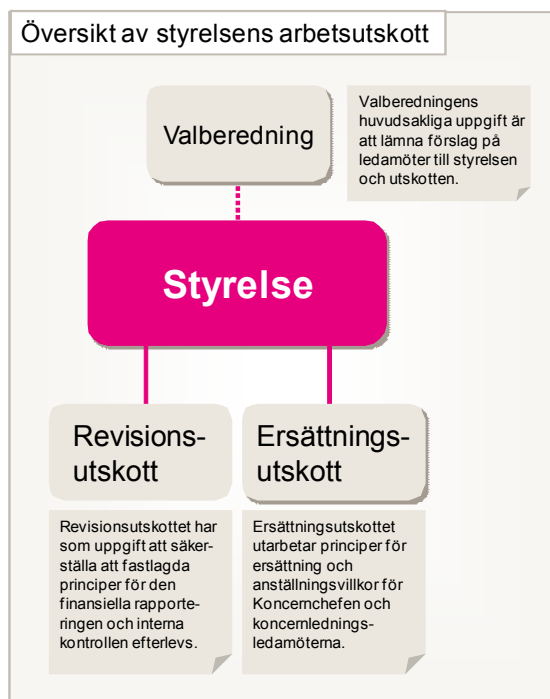 Översikt av styrelsens arbetsutskott
Valberedning
Valberedningens
huvudsakliga uppgift är
att lämna förslag på
ledamöter till styrelsen
och utskotten.
Styrelse
Revisions-
utskott
Revisionsutskottet har
som uppgift att säker-
ställa att fastlagda
principer för den
finansiella rapporte-
ringen och interna
kontrollen efterlevs.
Ersättnings-
utskott
Ersättningsutskottet
utarbetar principer för
ersättning och
anställningsvillkor för
Koncernchefen och
koncernlednings-
ledamöterna.